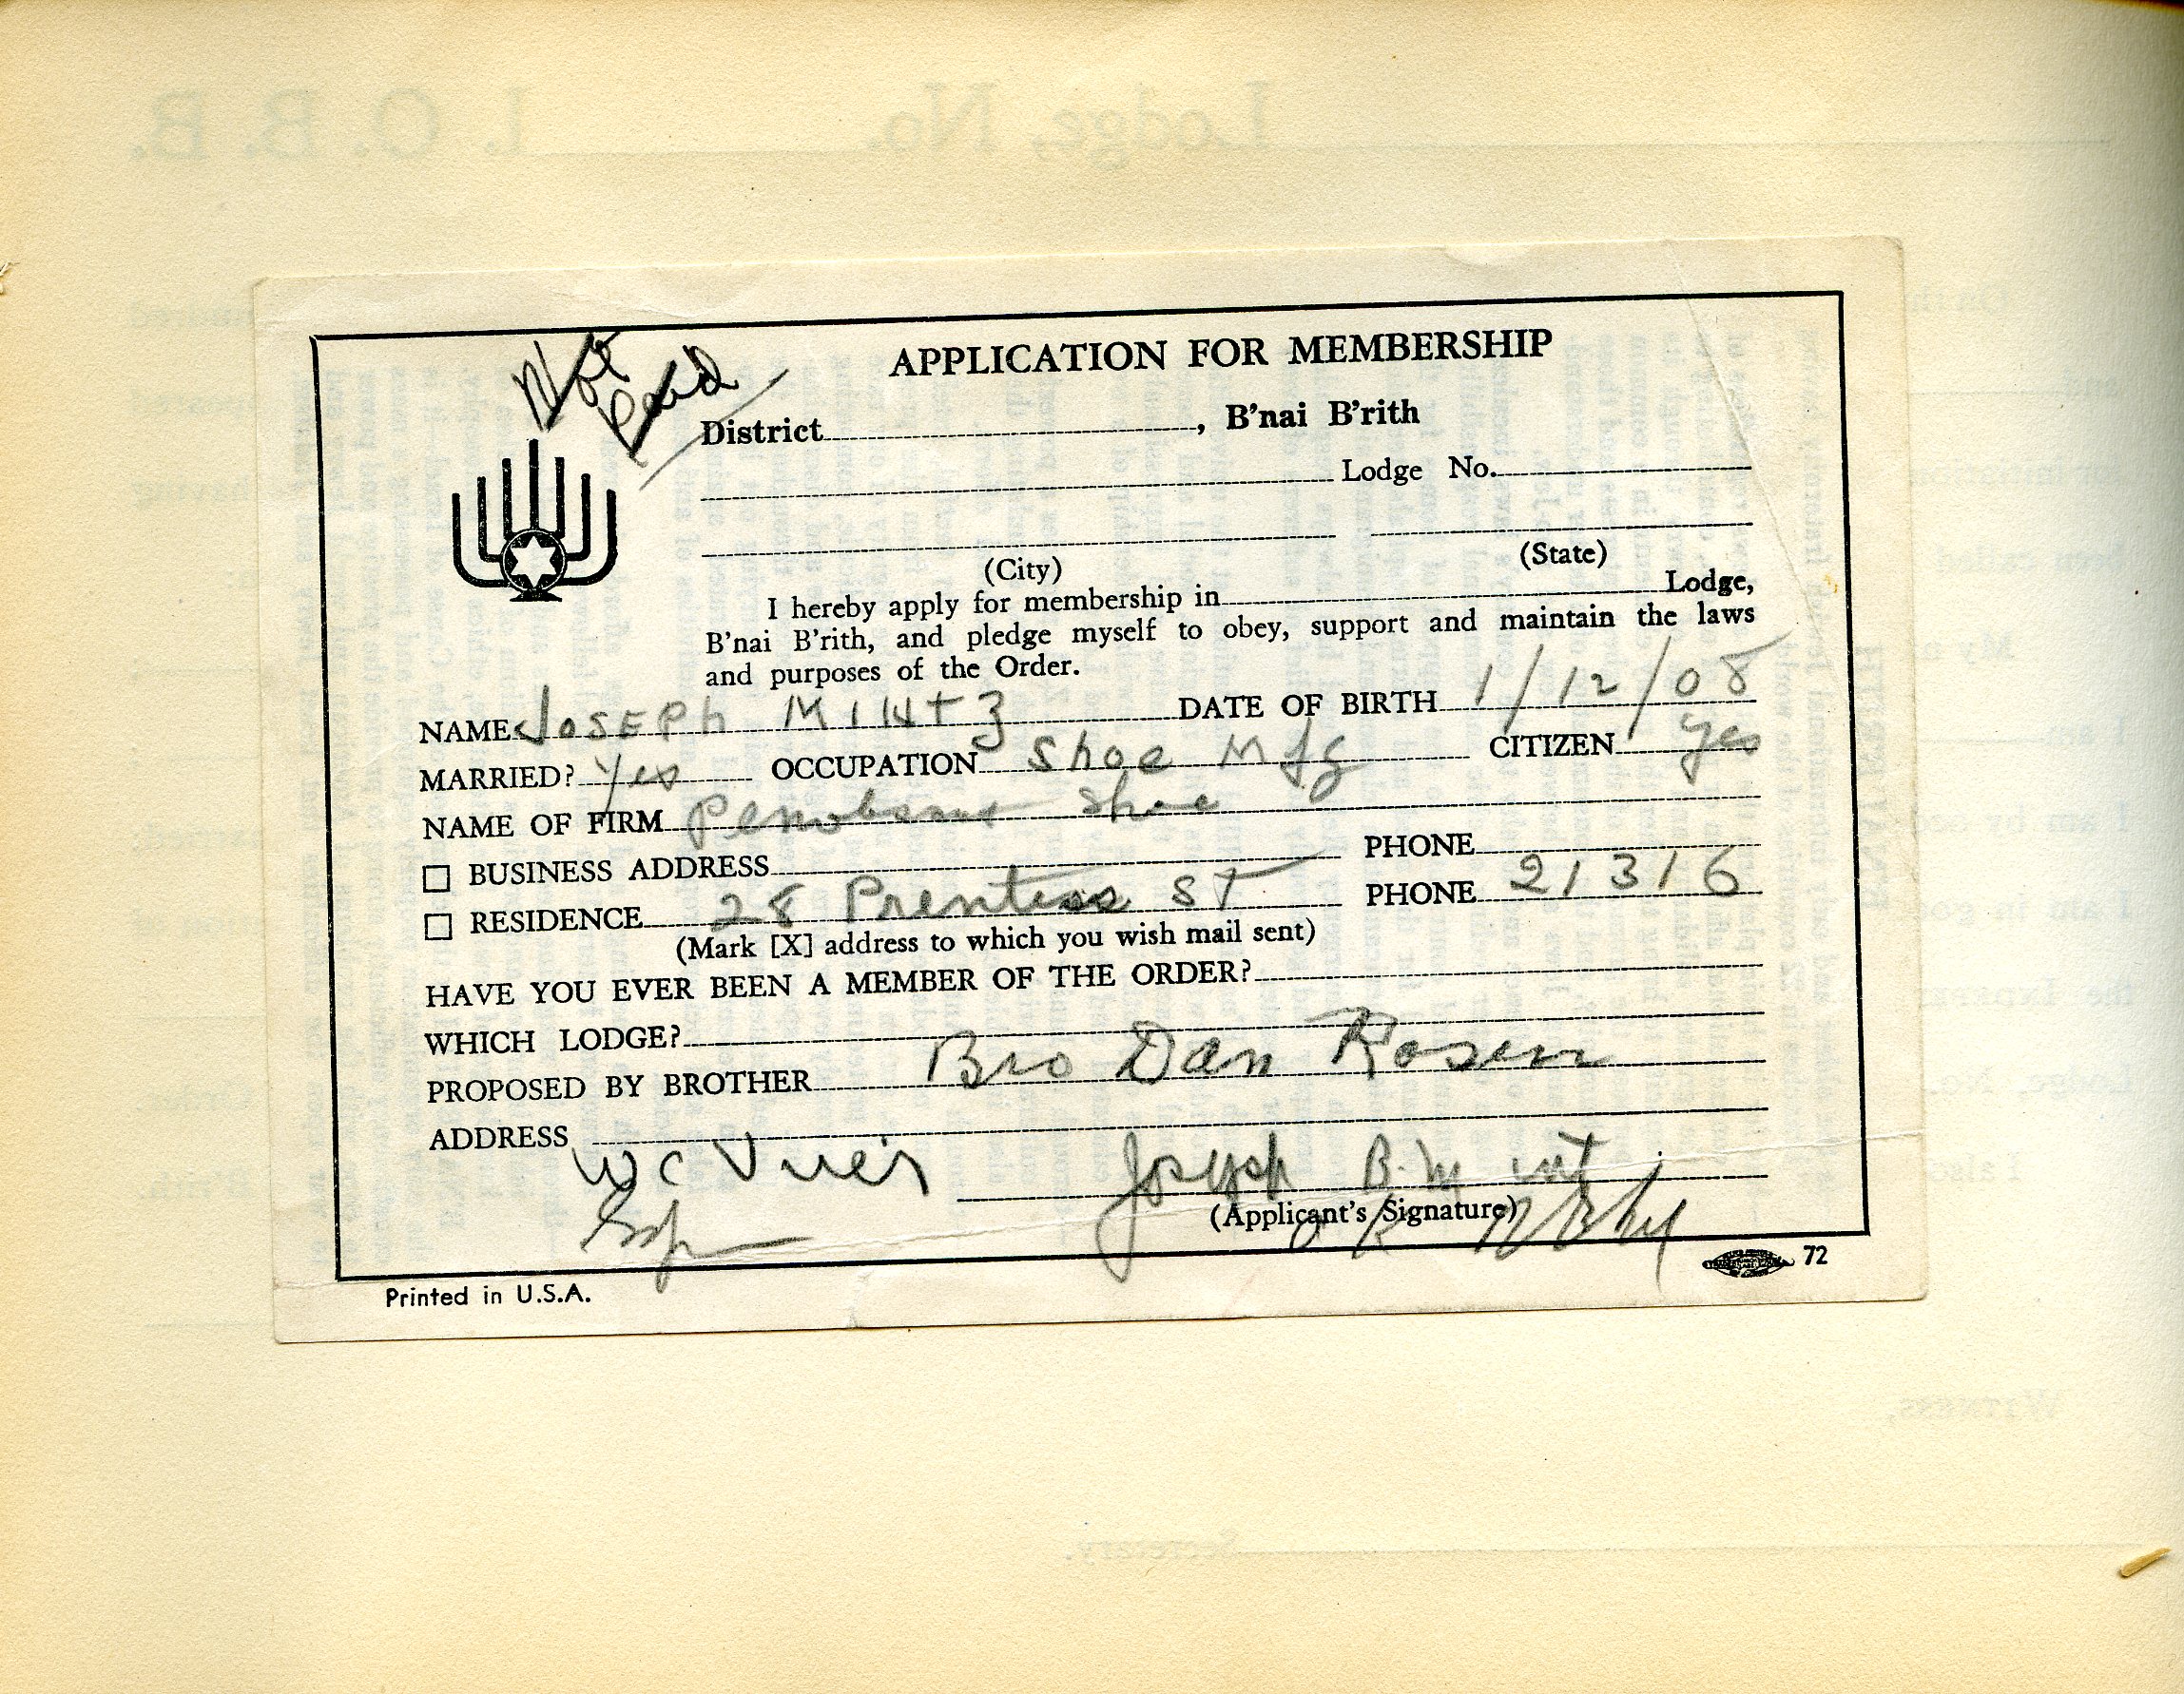 Not
Paid
APPLICATION FOR MEMBERSHIP
District , B'nai B'rith
Lodge No.
(City) (State)
I hereby apply for membership in Lodge,
B'nai B'rith, and pledge myself to obey, support and maintain the laws
and purposes of the Order.
NAME JOSEPh MINTZ DATE OF BIRTH 1/12/08
MARRIED? Yes OCCUPATION Shoe Mfg CITIZEN yes
NAME OF FIRM Penobscot Shoe
BUSINESS ADDRESS PHONE
RESIDENCE 28 Prentiss ST PHONE 21316
(Mark [X] address to which you wish mail sent)
HAVE YOU EVER BEEN A MEMBER OF THE ORDER?
WHICH LODGE?
PROPOSED BY BROTHER Bro Dan Rosen
ADDRESS
Joseph B. Mintz
(Applicant's Signature)
O K
72
Printed in U.S.A.
Lodge, No. I. O. B. B.
Witness,
Secretary.